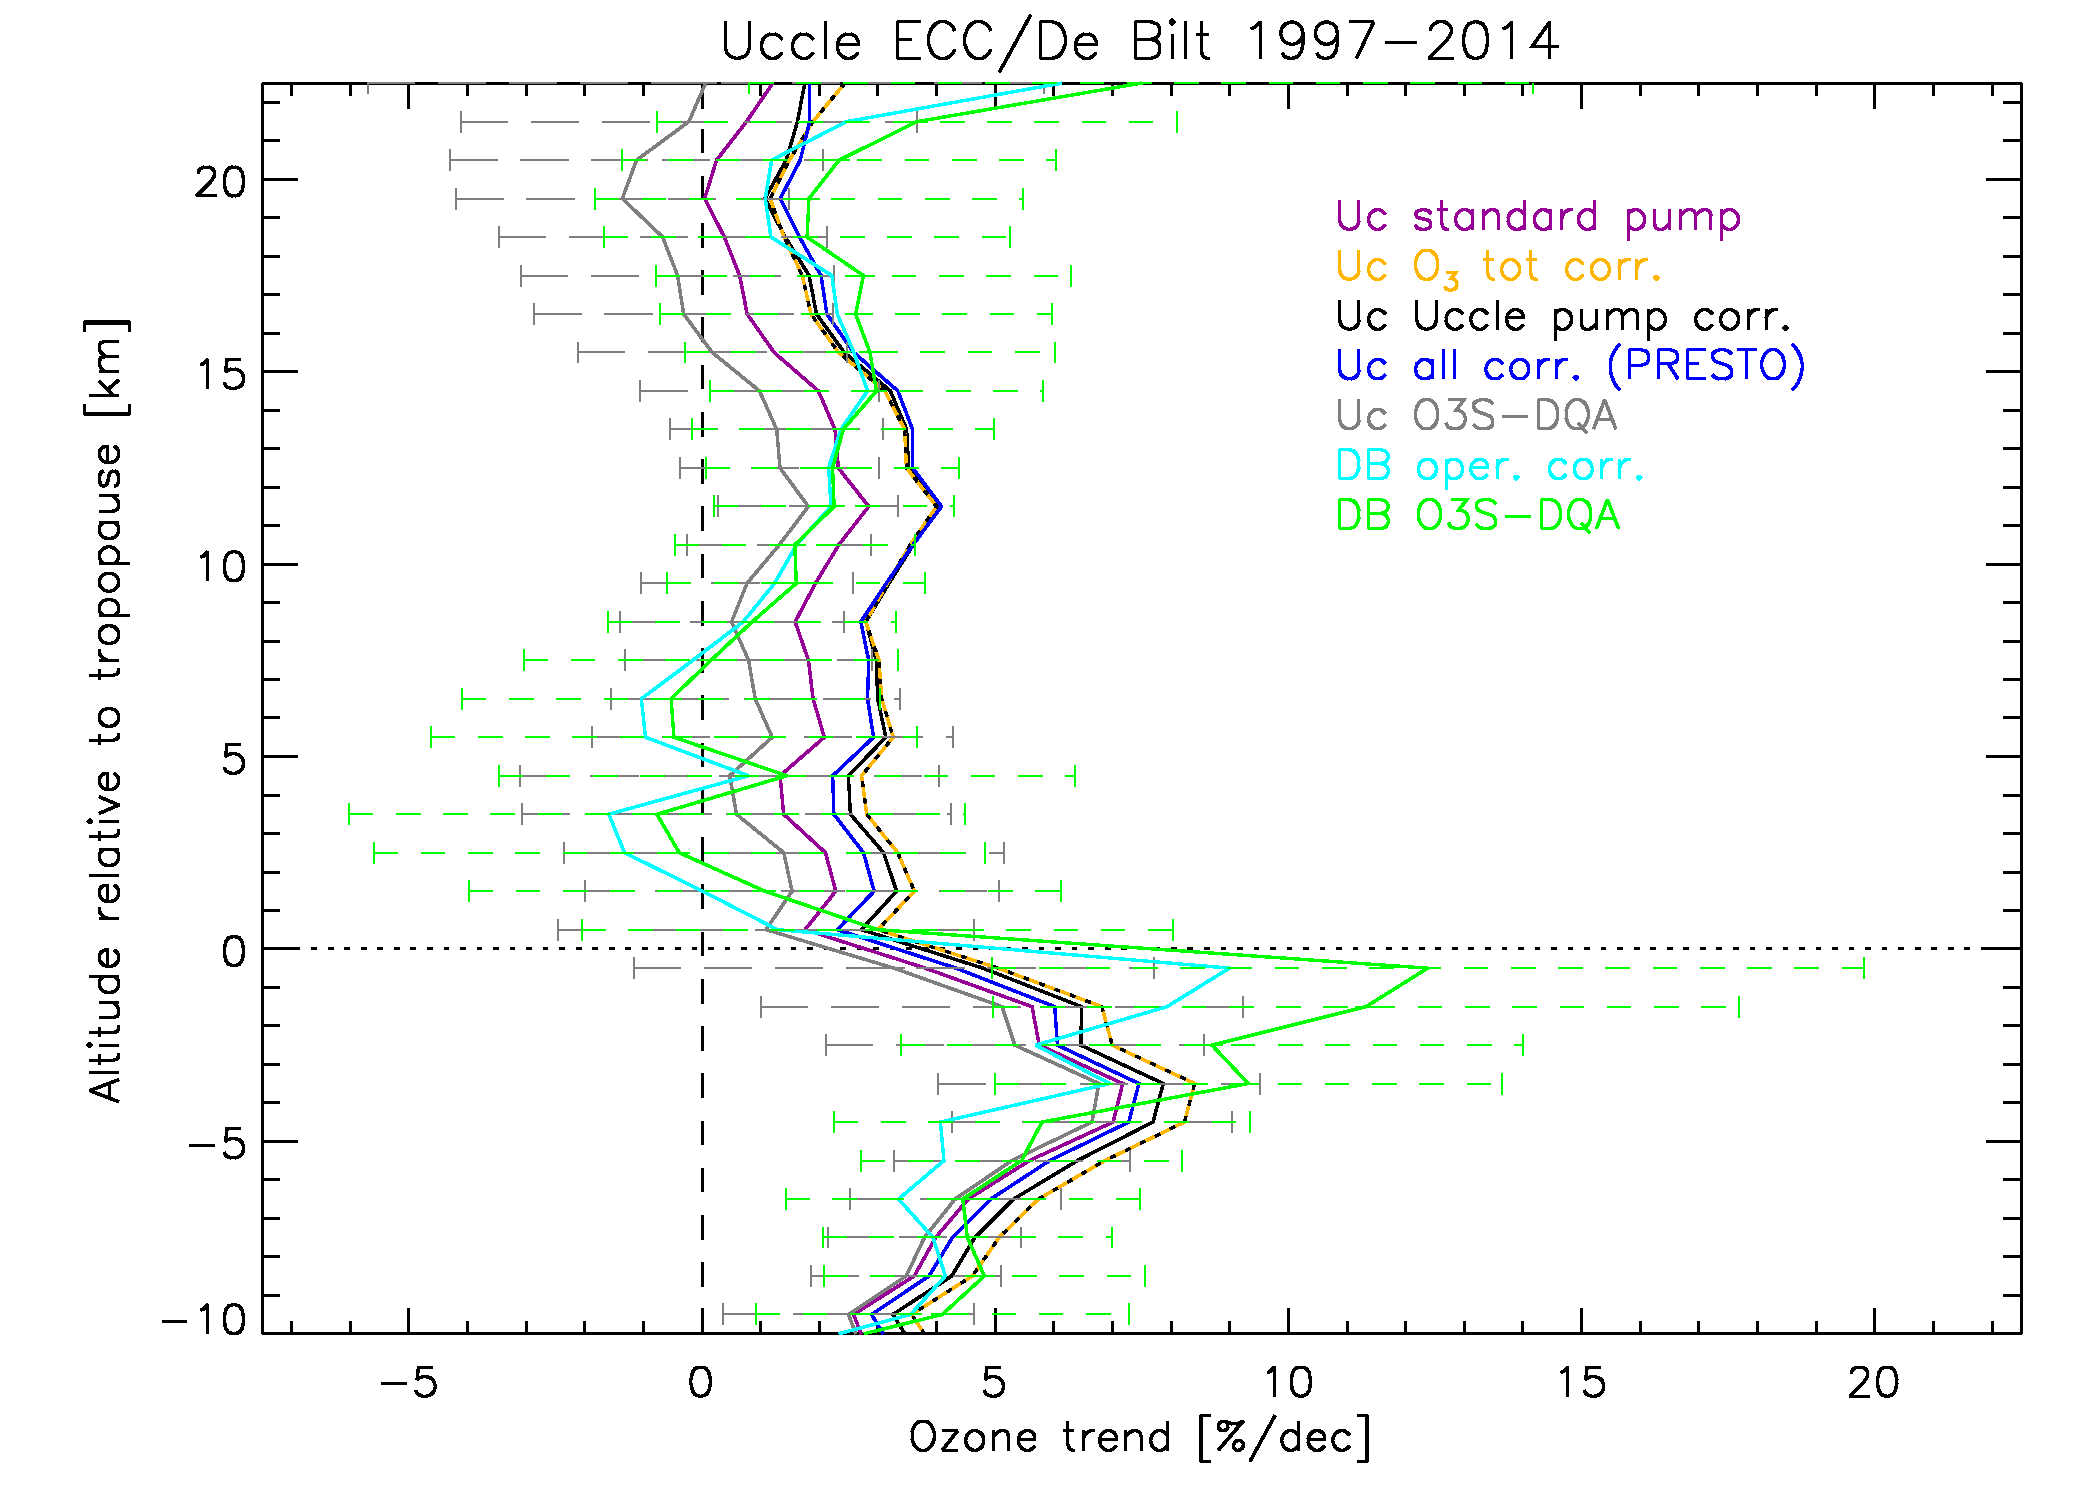 Uccle ECC/De Bilt 1997-2014
Altitude relative to tropopause [km]
20
15
10
5
0
-5
-10
Uc standard pump
Uc O₃ tot corr.
Uc Uccle pump corr.
Uc all corr. (PRESTO)
Uc O3S-DQA
DB oper. corr.
DB O3S-DQA
-5 0 5 10 15 20
Ozone trend [%/dec]